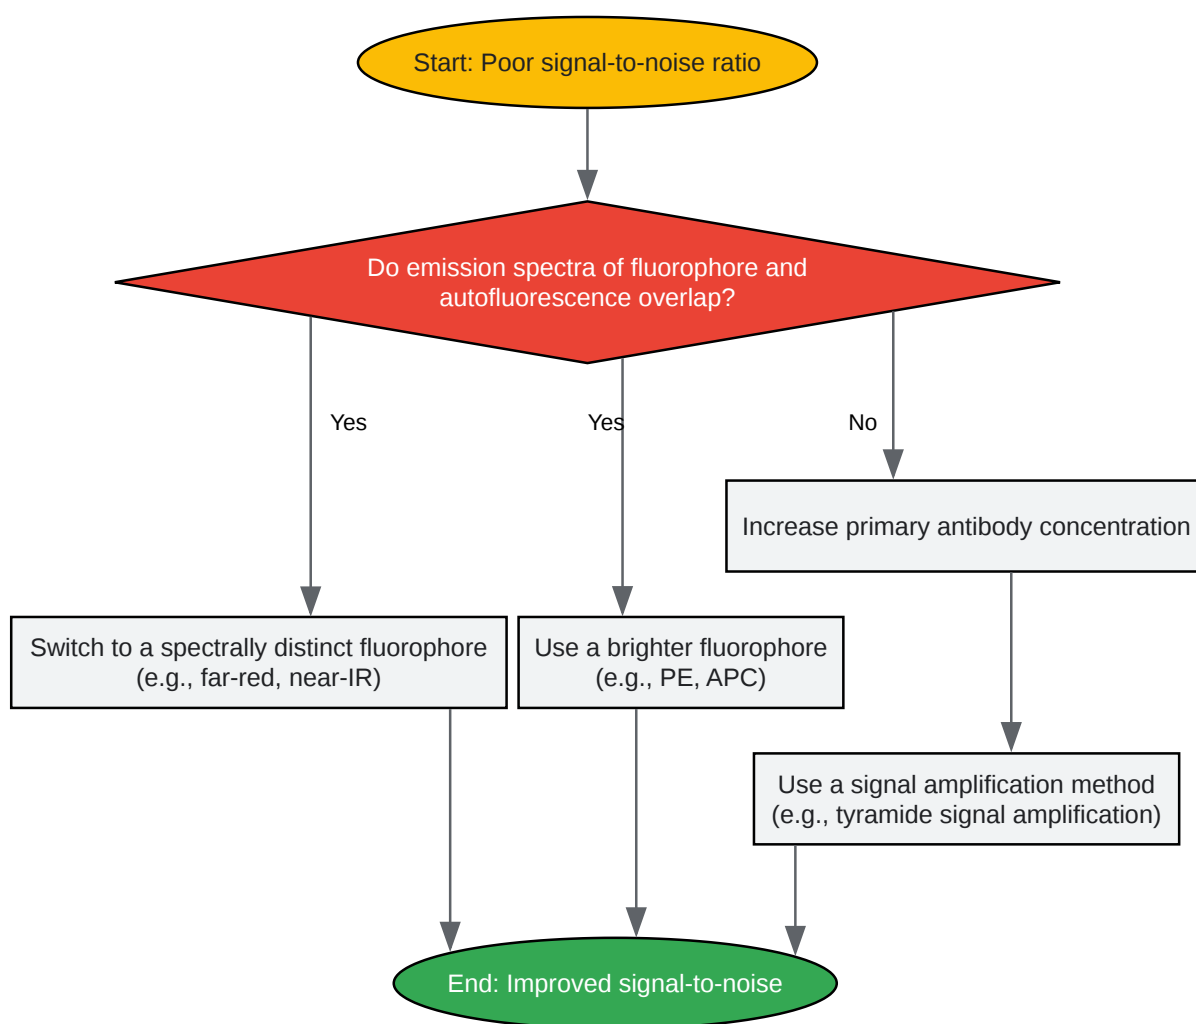 Start: Poor signal-to-noise ratio
Do emission spectra of fluorophore and
autofluorescence overlap?
Yes
Yes
No
Increase primary antibody concentration
Switch to a spectrally distinct fluorophore
(e.g., far-red, near-IR)
Use a brighter fluorophore
(e.g., PE, APC)
Use a signal amplification method
(e.g., tyramide signal amplification)
End: Improved signal-to-noise